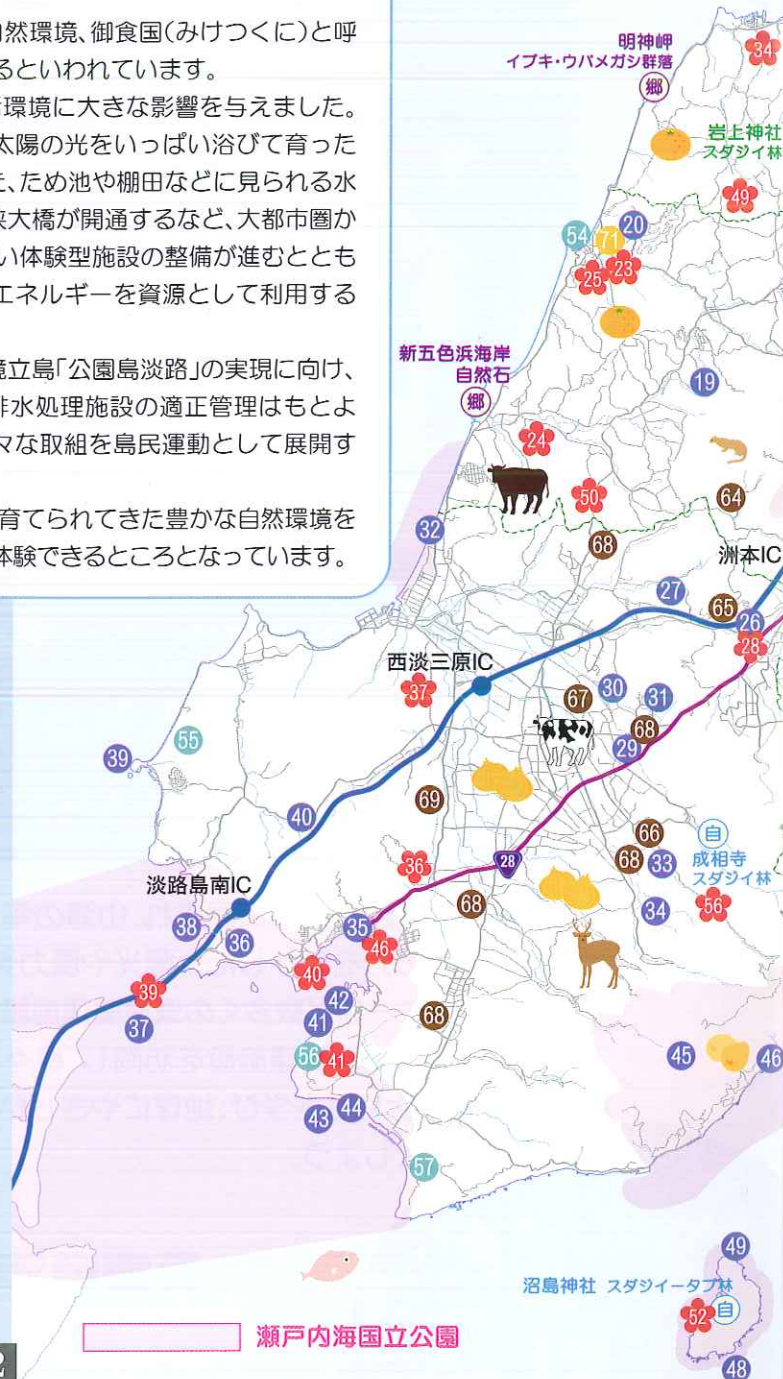 然環境、御食国(みけつくに)と呼
るといわれています。
環境に大きな影響を与えました。
太陽の光をいっぱい浴びて育った
、ため池や棚田などに見られる水
大橋が開通するなど、大都市圏か
い体験型施設の整備が進むととも
エネルギーを資源として利用する
立島「公園島淡路」の実現に向け、
排水処理施設の適正管理はもとよ
々な取組を島民運動として展開す
育てられてきた豊かな自然環境を
体験できるところとなっています。
明神岬
イブキ・ウバメガシ群落
郷
34
岩上神社
スダジイ林
49
54
71
20
25
23
新五色浜海岸
自然石
郷
19
24
50
64
32
68
洲本IC
27
65
26
28
西淡三原IC
37
67
30
31
68
29
39
55
40
69
66
自
成相寺
スダジイ林
28
68
33
36
淡路島南IC
68
34
56
38
36
35
46
39
40
42
37
41
68
56
41
45
46
43
44
57
49
沼島神社 スダジイータブ林
52
自
瀬戸内海国立公園
48
2